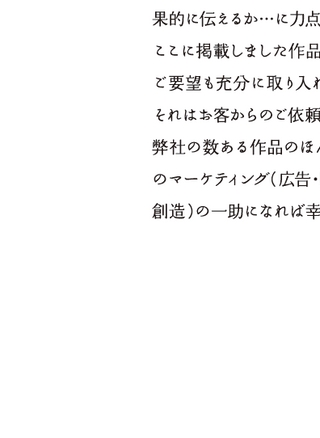 果的に伝えるか…に力点
ここに掲載しました作品
ご要望も充分に取り入れ
それはお客からのご依頼
弊社の数ある作品のほん
のマーケティング(広告・
創造)の一助になれば幸